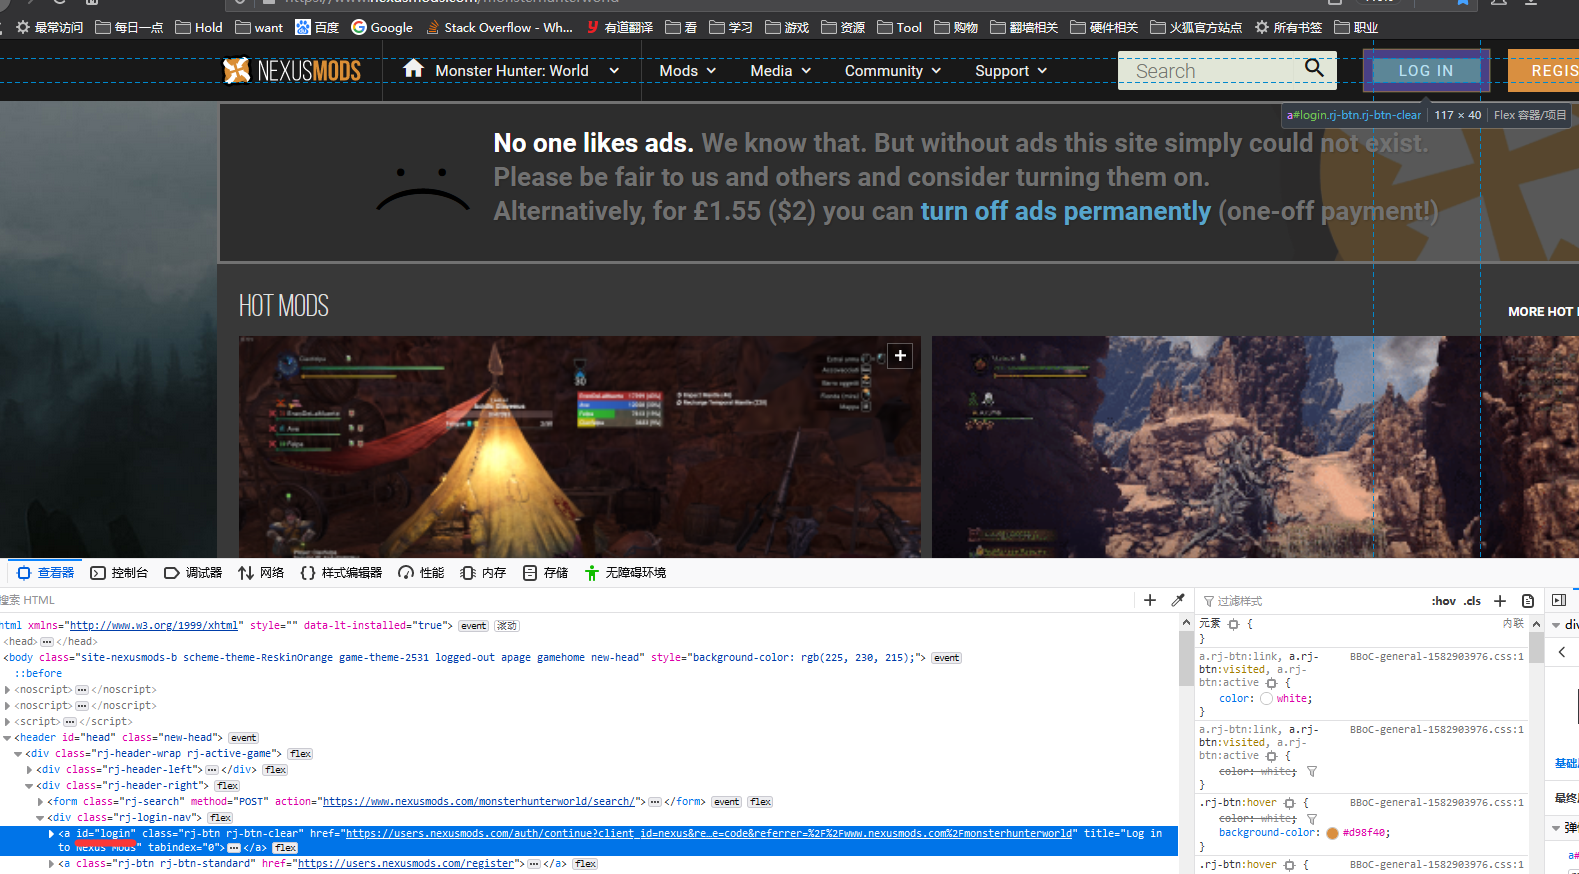 最常访问 每日一点 Hold want 百度 Google Stack Overflow - Wh... 有道翻译 看 学习 游戏 资源 Tool 购物 翻墙相关 硬件相关 火狐官方站点 所有书签 职业
NEXUSMODS Monster Hunter: World Mods Media Community Support Search LOG IN REGIS
a#login.rj-btn.rj-btn-clear 117 × 40 Flex 容器/项目
No one likes ads. We know that. But without ads this site simply could not exist.
Please be fair to us and others and consider turning them on.
Alternatively, for £1.55 ($2) you can turn off ads permanently (one-off payment!)
HOT MODS
MORE HOT
查看器 控制台 调试器 网络 样式编辑器 性能 内存 存储 无障碍环境
搜索 HTML
html xmlns="http://www.w3.org/1999/xhtml" style="" data-lt-installed="true"> event 滚动
<head> ... </head>
<body class="site-nexusmods-b scheme-theme-ReskinOrange game-theme-2531 logged-out apage gamehome new-head" style="background-color: rgb(225, 230, 215);"> event
::before
<noscript> ... </noscript>
<noscript> ... </noscript>
<script> ... </script>
<header id="head" class="new-head"> event
<div class="rj-header-wrap rj-active-game"> flex
<div class="rj-header-left"> ... </div> flex
<div class="rj-header-right"> flex
<form class="rj-search" method="POST" action="https://www.nexusmods.com/monsterhunterworld/search/"> ... </form> event flex
<div class="rj-login-nav"> flex
<a id="login" class="rj-btn rj-btn-clear" href="https://users.nexusmods.com/auth/continue?client_id=nexus&re…e=code&referrer=%2F%2Fwww.nexusmods.com%2Fmonsterhunterworld" title="Log in
to Nexus Mods" tabindex="0"> ... </a> flex
<a class="rj-btn rj-btn-standard" href="https://users.nexusmods.com/register"> ... </a> flex
过滤样式 :hov .cls +
元素 { 内联
}
a.rj-btn:link, a.rj- BBoC-general-1582903976.css:1
btn:visited, a.rj-
btn:active {
color: white;
}
a.rj-btn:link, a.rj- BBoC-general-1582903976.css:1
btn:visited, a.rj-
btn:active {
color: white;
}
.rj-btn:hover { BBoC-general-1582903976.css:1
color: white;
background-color: #d98f40;
}
.rj-btn:hover { BBoC-general-1582903976.css:1
div
最终
弹性
a#